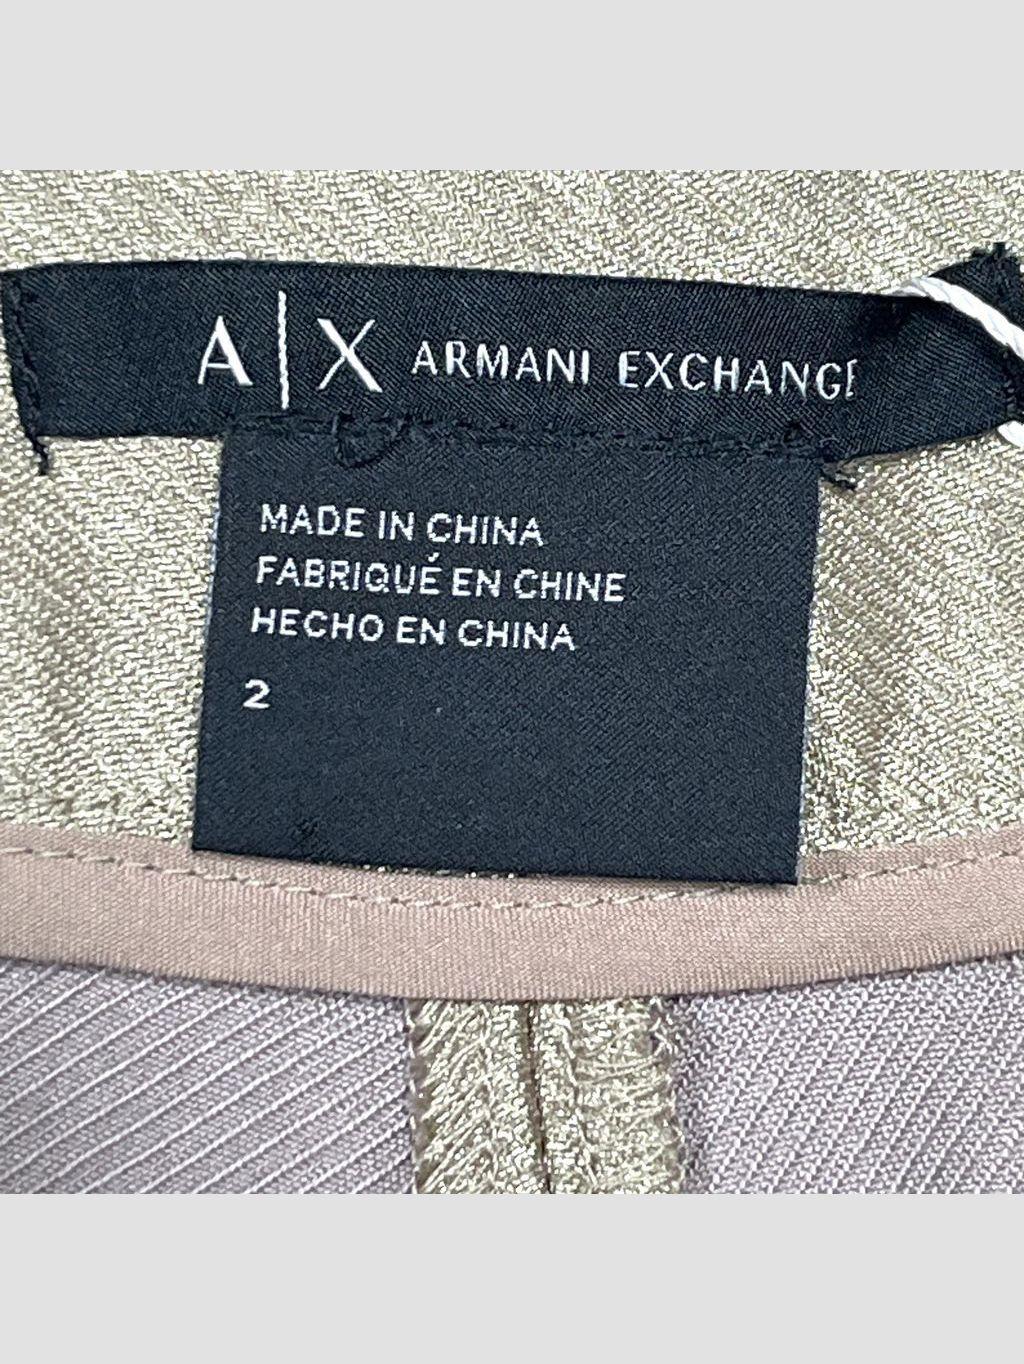 A|X ARMANI EXCHANGE
MADE IN CHINA
FABRIQUÉ EN CHINE
HECHO EN CHINA
2